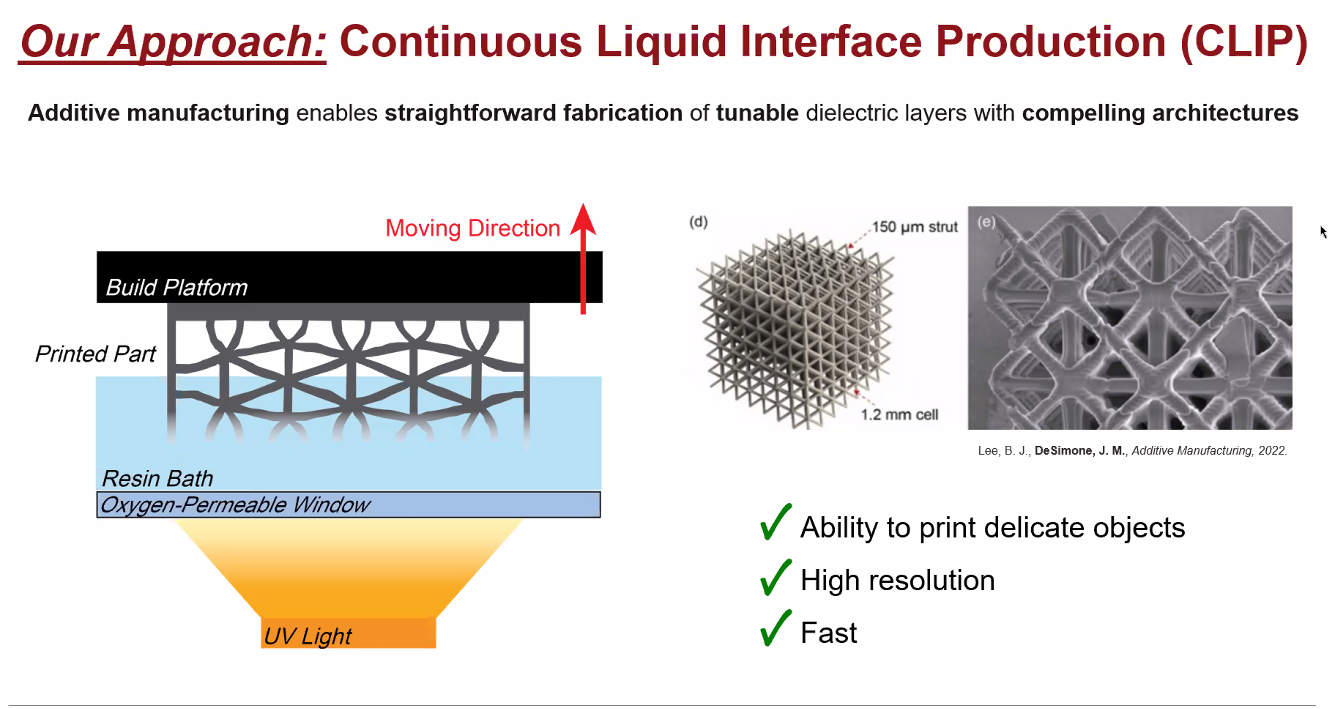 Our Approach: Continuous Liquid Interface Production (CLIP)
Additive manufacturing enables straightforward fabrication of tunable dielectric layers with compelling architectures
Moving Direction
Build Platform
Printed Part
Resin Bath
Oxygen-Permeable Window
UV Light
(d)
150 µm strut
1.2 mm cell
(e)
Lee, B. J., DeSimone, J. M., Additive Manufacturing, 2022.
✓ Ability to print delicate objects
✓ High resolution
✓ Fast